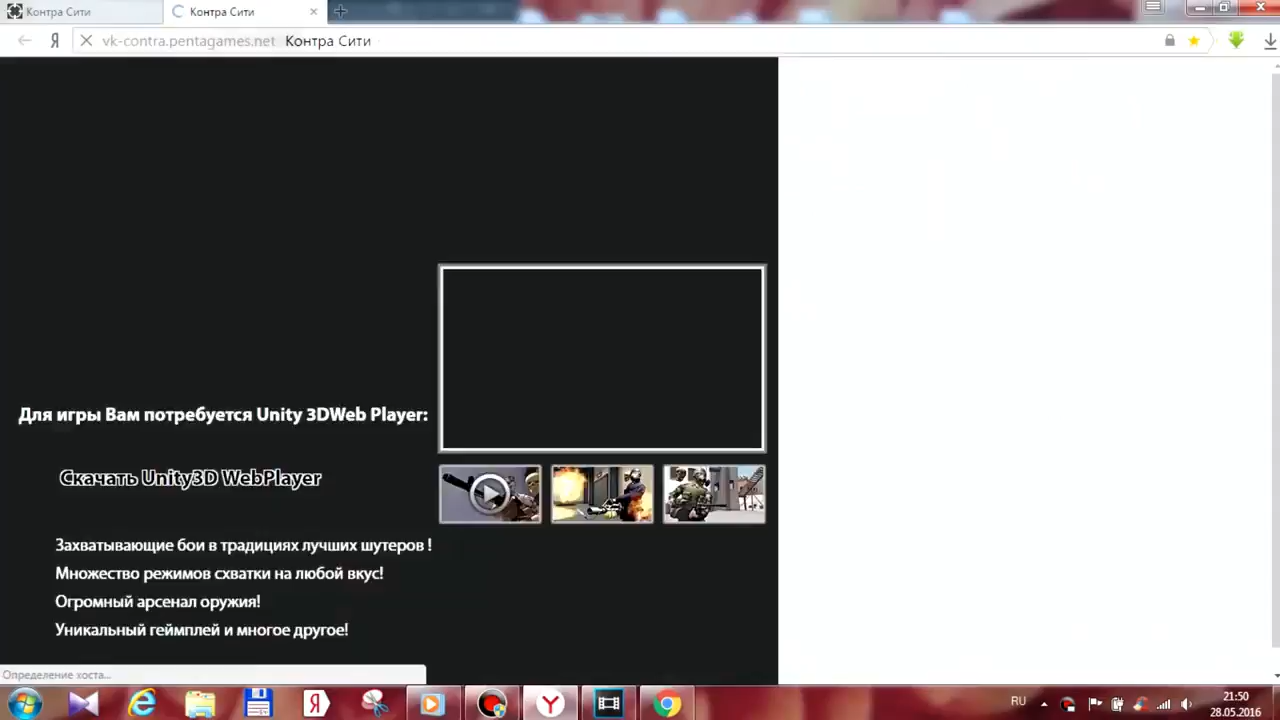 Контра Сити
Контра Сити
Я vk-contra.pentagames.net Контра Сити
Для игры Вам потребуется Unity 3DWeb Player:
Скачать Unity3D WebPlayer
Захватывающие бои в традициях лучших шутеров !
Множество режимов схватки на любой вкус!
Огромный арсенал оружия!
Уникальный геймплей и многое другое!
Определение хоста...
RU
21:50
28.05.2016